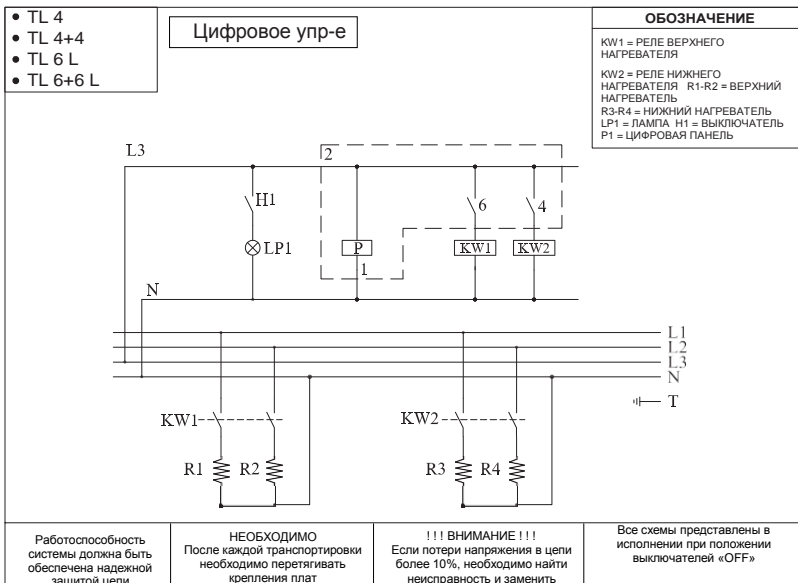 • TL 4
• TL 4+4
• TL 6 L
• TL 6+6 L
Цифровое упр-е
ОБОЗНАЧЕНИЕ
KW1 = РЕЛЕ ВЕРХНЕГО
НАГРЕВАТЕЛЯ
KW2 = РЕЛЕ НИЖНЕГО
НАГРЕВАТЕЛЯ R1-R2 = ВЕРХНИЙ
НАГРЕВАТЕЛЬ
R3-R4 = НИЖНИЙ НАГРЕВАТЕЛЬ
LP1 = ЛАМПА H1 = ВЫКЛЮЧАТЕЛЬ
P1 = ЦИФРОВАЯ ПАНЕЛЬ
L3
2
H1
6
4
LP1
P
KW1
KW2
1
N
L1
L2
L3
N
T
KW1
KW2
R1
R2
R3
R4
Работоспособность
системы должна быть
обеспечена надежной
защитой цепи
НЕОБХОДИМО
После каждой транспортировки
необходимо перетягивать
крепления плат
!!! ВНИМАНИЕ !!!
Если потери напряжения в цепи
более 10%, необходимо найти
неисправность и заменить
Все схемы представлены в
исполнении при положении
выключателей «OFF»